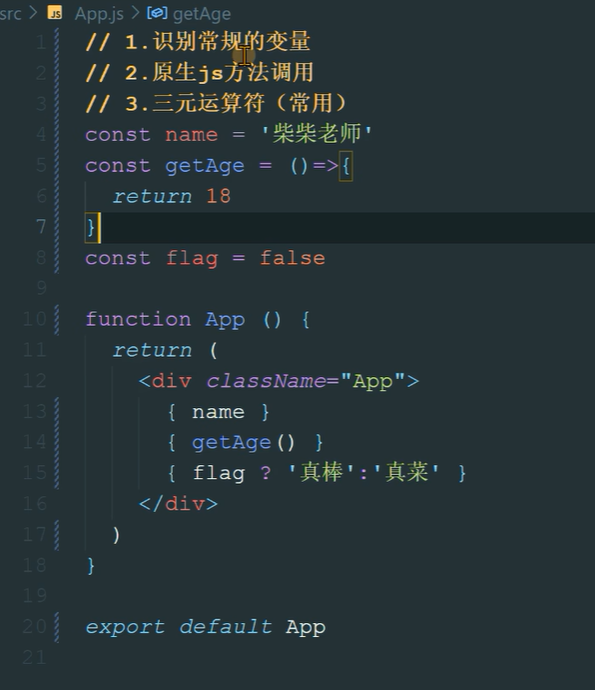 src > JS App.js > getAge
1 // 1.识别常规的变量
2 // 2.原生js方法调用
3 // 3.三元运算符（常用）
4 const name = '柴柴老师'
5 const getAge = ()=>{
6 return 18
7 }
8 const flag = false
9
10 function App () {
11 return (
12 <div className="App">
13 { name }
14 { getAge() }
15 { flag ? '真棒':'真菜' }
16 </div>
17 )
18 }
19
20 export default App
21